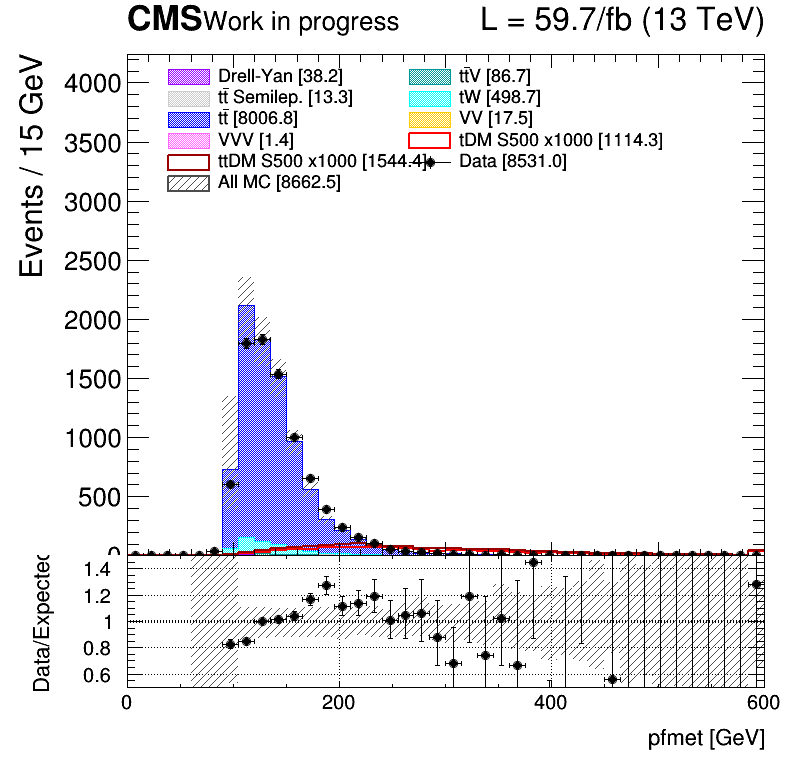 CMS Work in progress L = 59.7/fb (13 TeV)
Events / 15 GeV
4000
3500
3000
2500
2000
1500
1000
500
0
Drell-Yan [38.2] tt̄V [86.7]
tt̄ Semilep. [13.3] tW [498.7]
tt̄ [8006.8] VV [17.5]
VVV [1.4] tDM S500 x1000 [1114.3]
ttDM S500 x1000 [1544.4] Data [8531.0]
All MC [8662.5]
Data/Expected
1.4
1.2
1
0.8
0.6
0 200 400 600
pfmet [GeV]